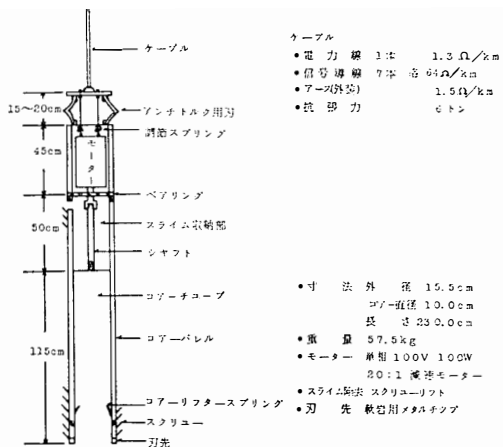 ケーブル
アンチトルク用刃
調節スプリング
モーター
ベアリング
スライム収納部
シャフト
コアーチューブ
コアーバレル
コアーリフタースプリング
スクリュー
刃先
15〜20cm
45cm
50cm
115cm
ケーブル
• 電力線 1本 1.3Ω/km
• 信号導線 7本 各64Ω/km
• アース(外装) 1.5Ω/km
• 抗張力 6トン
• 寸法 外径 15.5cm
コアー直径 10.0cm
長さ 230.0cm
• 重量 57.5kg
• モーター 単相 100V 100W
20:1 減速モーター
• スライム除去 スクリューリフト
• 刃先 軟岩用メタルチップ